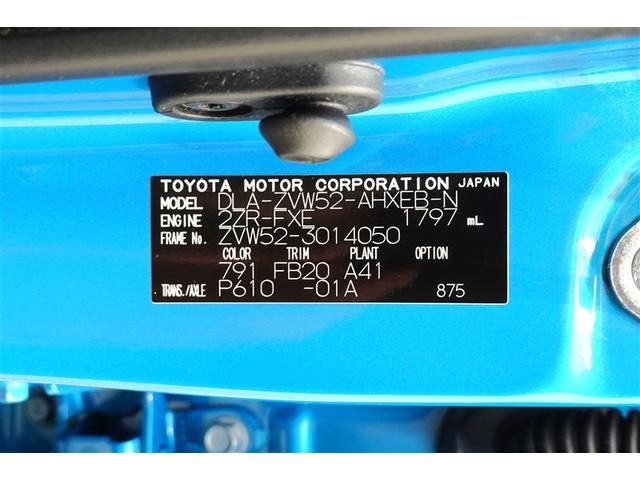 TOYOTA MOTOR CORPORATION JAPAN
MODEL DLA-ZVW52-AHXEB-N
ENGINE 2ZR-FXE 1797 mL
FRAME No. ZVW52-3014050
COLOR TRIM PLANT OPTION
791 FB20 A41
TRANS./AXLE P610 -01A 875